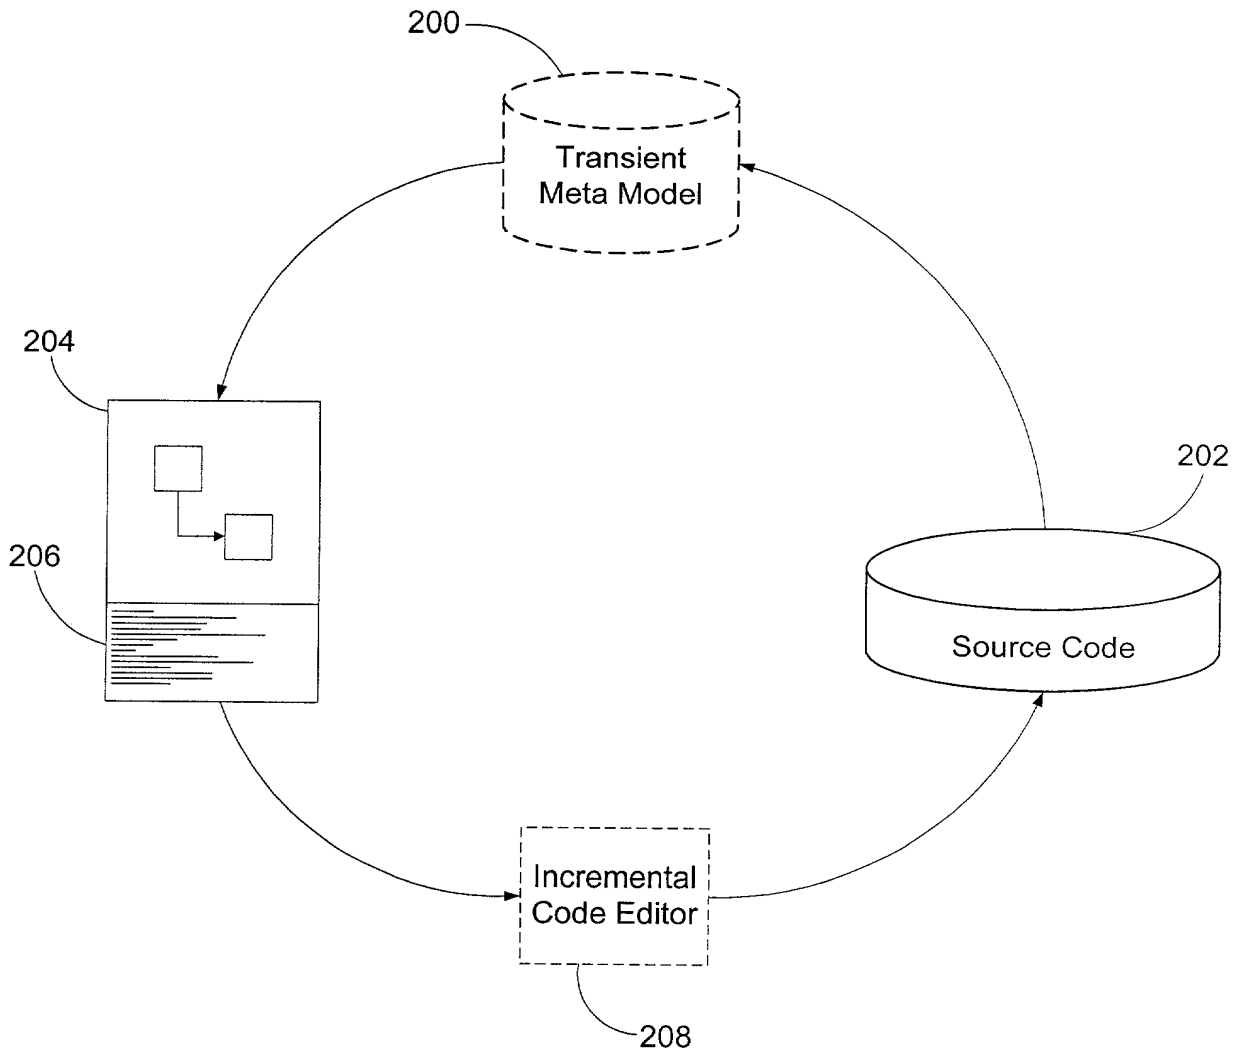 200
Transient
Meta Model
204
202
206
Source Code
Incremental
Code Editor
208